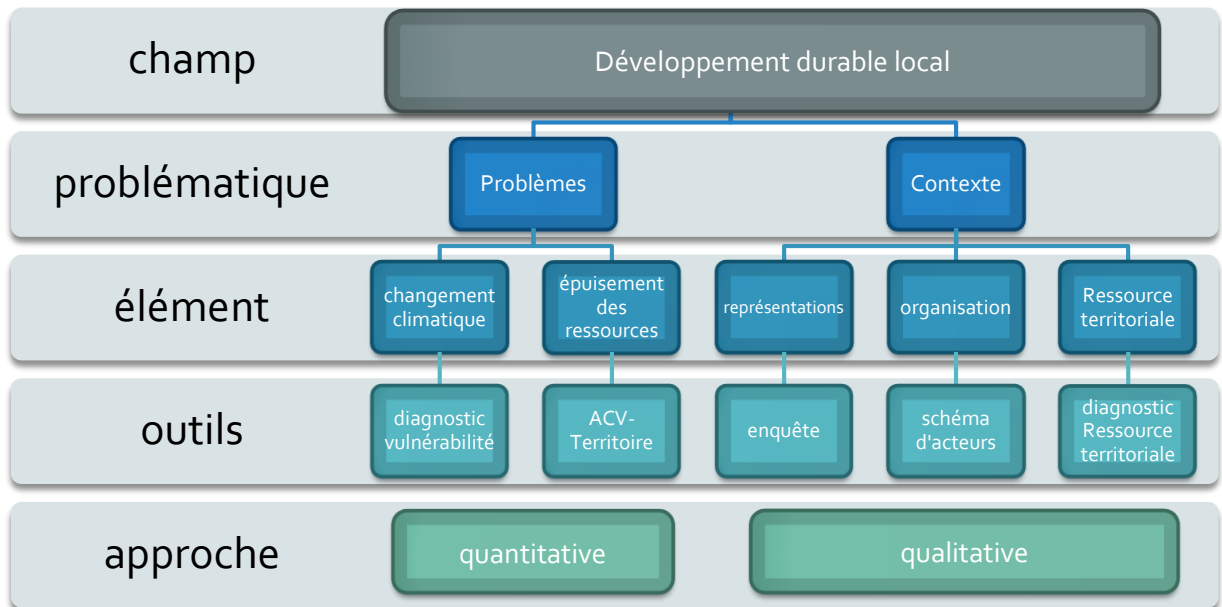 champ
Développement durable local
problématique
Problèmes
Contexte
élément
changement
climatique
épuisement
des
ressources
représentations
organisation
Ressource
territoriale
outils
diagnostic
vulnérabilité
ACV-
Territoire
enquête
schéma
d'acteurs
diagnostic
Ressource
territoriale
approche
quantitative
qualitative